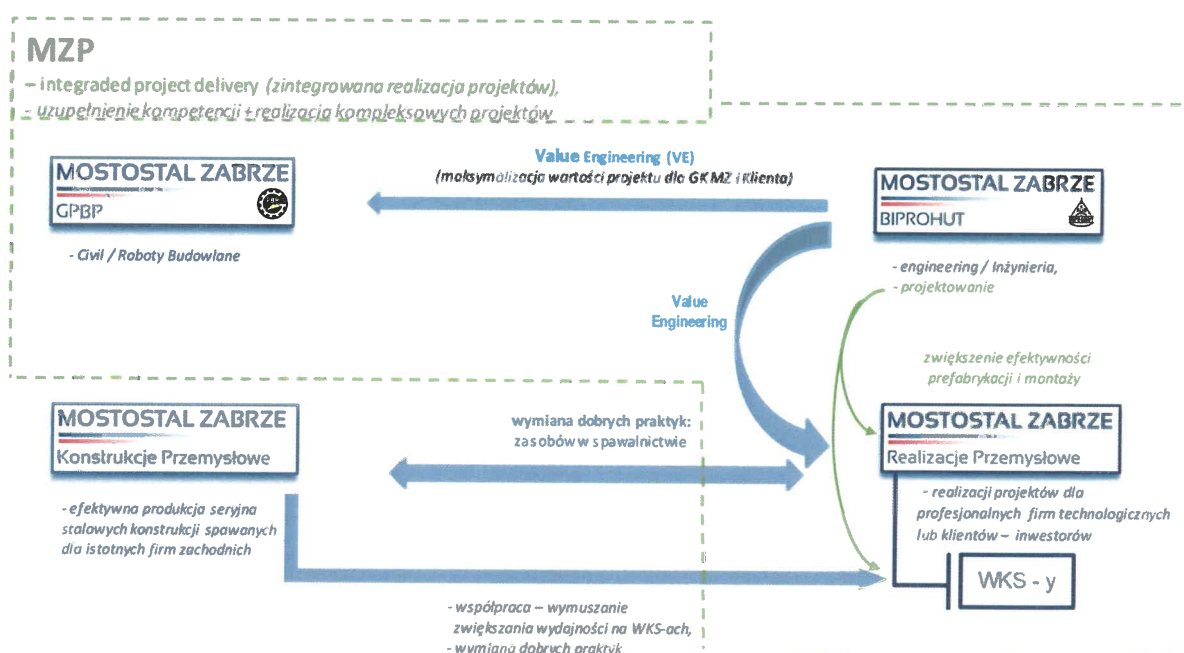 MZP
– integraded project delivery (zintegrowana realizacja projektów),
- uzupełnienie kompetencji + realizacja kompleksowych projektów
MOSTOSTAL ZABRZE
GPBP
- Civil / Roboty Budowlane
Value Engineering (VE)
(maksymalizacja wartości projektu dla GK MZ i Klienta)
MOSTOSTAL ZABRZE
BIPROHUT
- engineering / Inżynieria,
- projektowanie
Value
Engineering
zwiększenie efektywności
prefabrykacji i montaży
MOSTOSTAL ZABRZE
Konstrukcje Przemysłowe
- efektywna produkcja seryjna
stalowych konstrukcji spawanych
dla istotnych firm zachodnich
wymiana dobrych praktyk:
zasobów w spawalnictwie
MOSTOSTAL ZABRZE
Realizacje Przemysłowe
- realizacji projektów dla
profesjonalnych firm technologicznych
lub klientów – inwestorów
WKS - y
- współpraca – wymuszanie
zwiększania wydajności na WKS-ach,
- wymiana dobrych praktyk